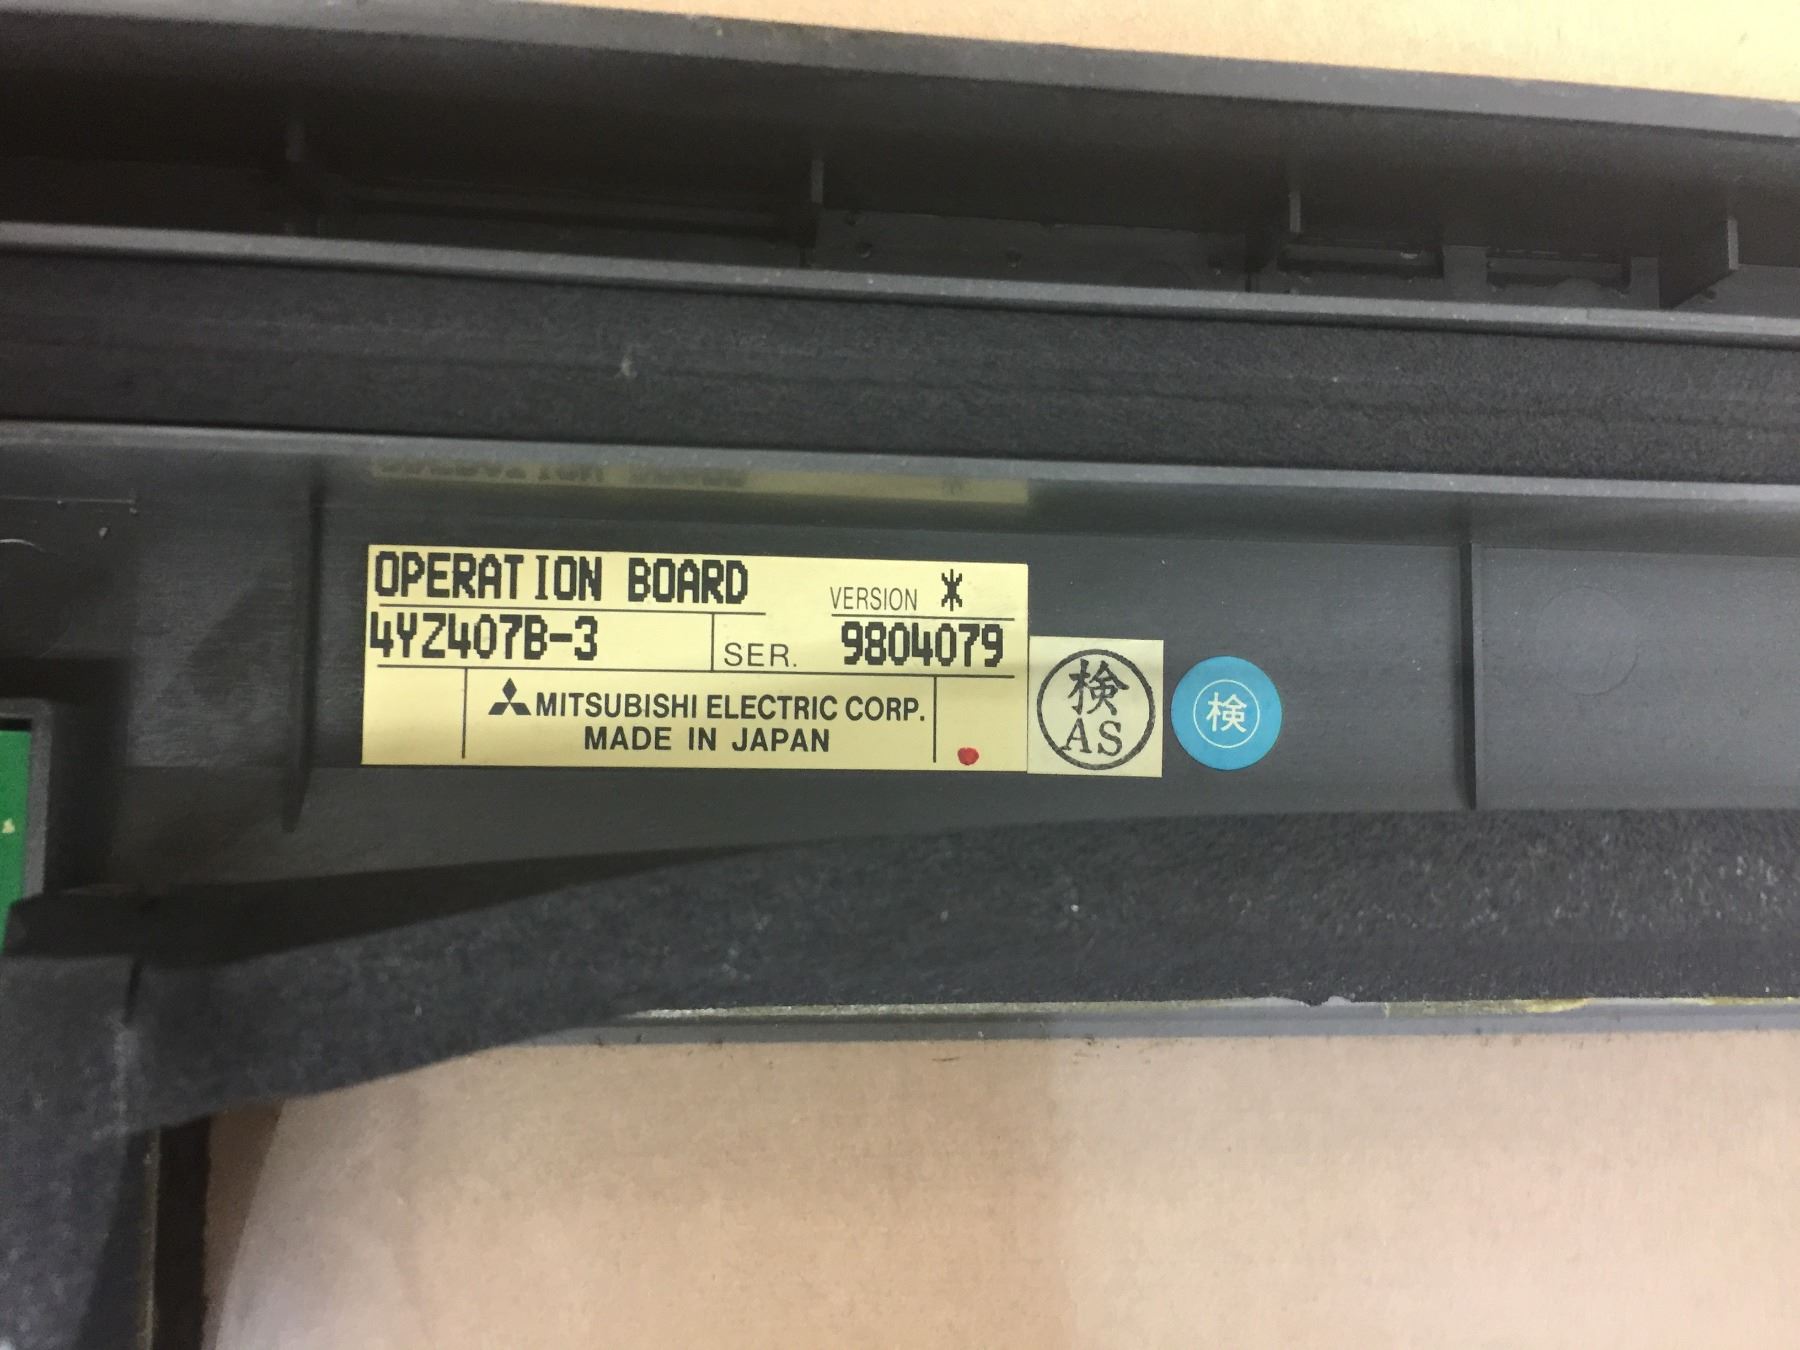 OPERATION BOARD VERSION *
4YZ407B-3 SER. 9804079
MITSUBISHI ELECTRIC CORP.
MADE IN JAPAN
検
AS
検